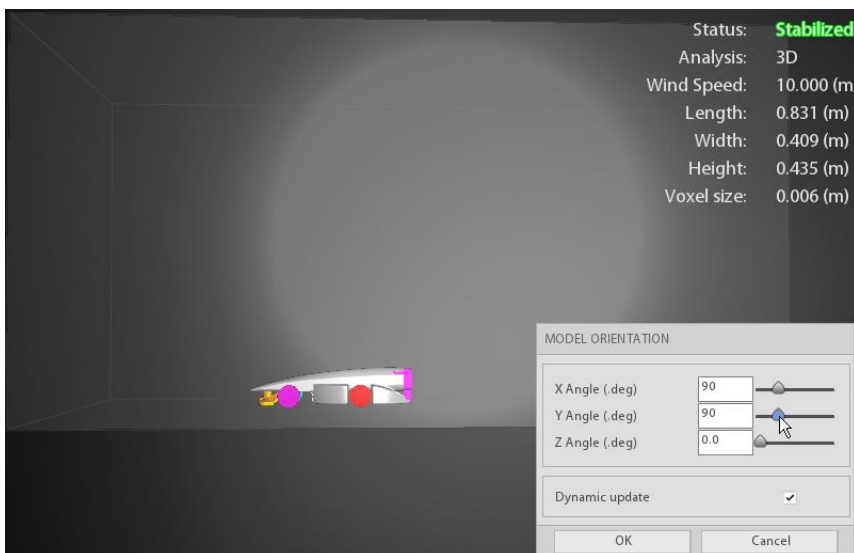 Status: Stabilized
Analysis: 3D
Wind Speed: 10.000 (m
Length: 0.831 (m)
Width: 0.409 (m)
Height: 0.435 (m)
Voxel size: 0.006 (m)
MODEL ORIENTATION
X Angle (.deg) 90
Y Angle (.deg) 90
Z Angle (.deg) 0.0
Dynamic update
OK Cancel